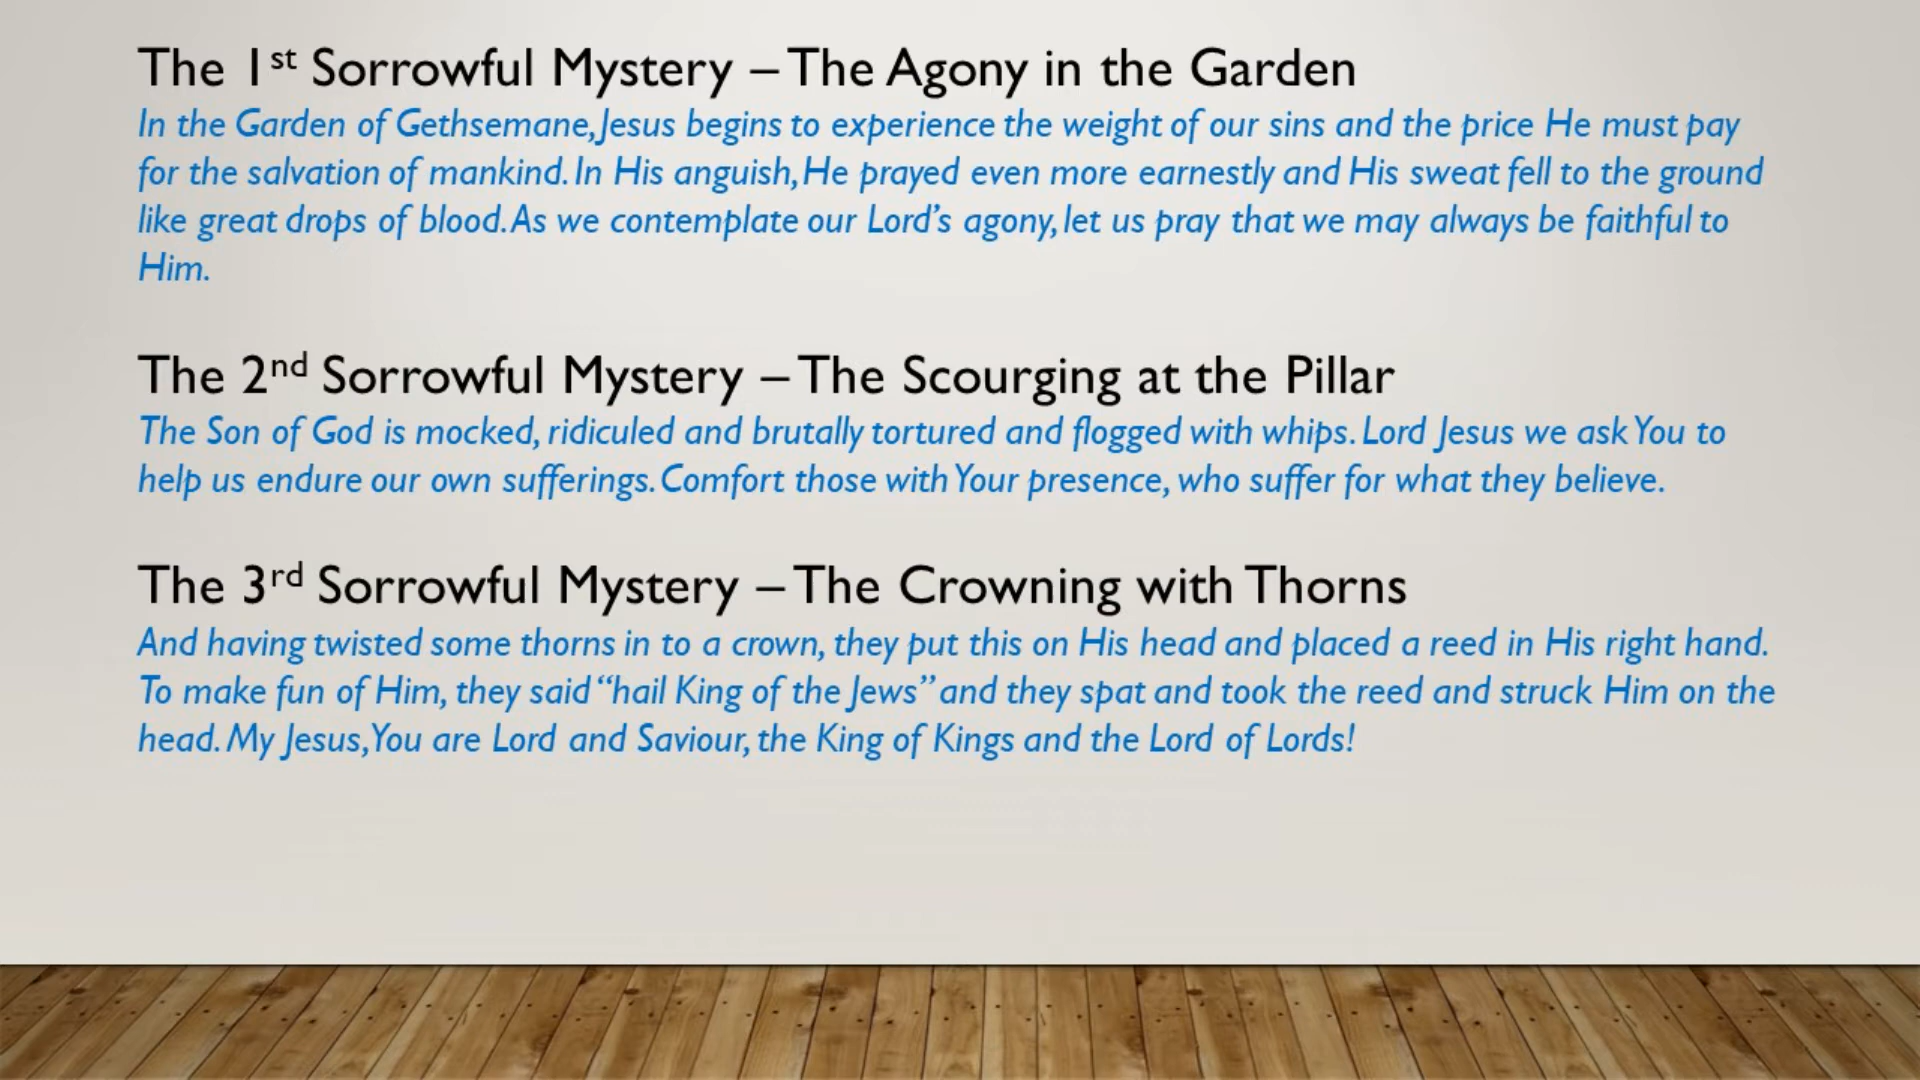 The 1st Sorrowful Mystery – The Agony in the Garden
In the Garden of Gethsemane, Jesus begins to experience the weight of our sins and the price He must pay
for the salvation of mankind. In His anguish, He prayed even more earnestly and His sweat fell to the ground
like great drops of blood. As we contemplate our Lord’s agony, let us pray that we may always be faithful to
Him.
The 2nd Sorrowful Mystery – The Scourging at the Pillar
The Son of God is mocked, ridiculed and brutally tortured and flogged with whips. Lord Jesus we ask You to
help us endure our own sufferings. Comfort those with Your presence, who suffer for what they believe.
The 3rd Sorrowful Mystery – The Crowning with Thorns
And having twisted some thorns in to a crown, they put this on His head and placed a reed in His right hand.
To make fun of Him, they said “hail King of the Jews” and they spat and took the reed and struck Him on the
head. My Jesus, You are Lord and Saviour, the King of Kings and the Lord of Lords!